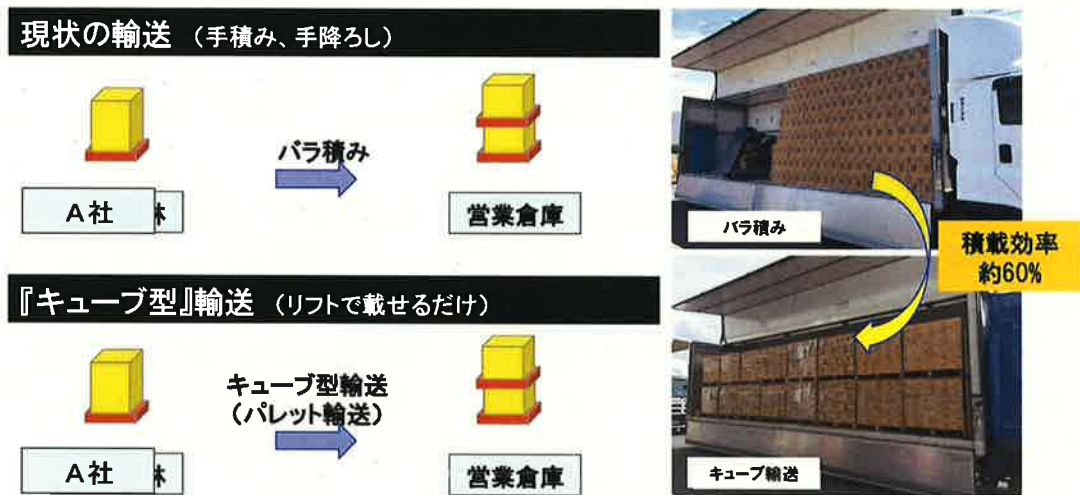 現状の輸送 (手積み、手降ろし)
バラ積み
A社
営業倉庫
バラ積み
積載効率
約60%
『キューブ型』輸送 (リフトで載せるだけ)
キューブ型輸送
(パレット輸送)
A社
営業倉庫
キューブ輸送